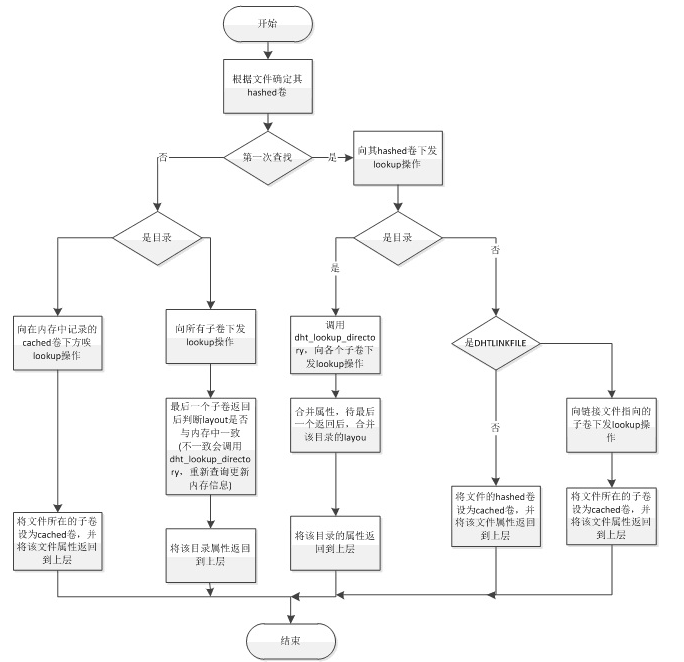 开始
根据文件确定其
hashed卷
第一次查找
否
是
向其hashed卷下发
lookup操作
是目录
是目录
是
否
向在内存中记录的
cached卷下方唉
lookup操作
向所有子卷下发
lookup操作
调用
dht_lookup_directo
ry，向各个子卷下
发lookup操作
是DHTLINKFILE
最后一个子卷返回
后判断layout是否
与内存中一致
(不一致会调用
dht_lookup_directo
ry，重新查询更新
内存信息)
合并属性，待最后
一个返回后，合并
该目录的layou
否
向链接文件指向的
子卷下发lookup操
作
将文件所在的子卷
设为cached卷，并
将该文件属性返回
到上层
将该目录属性返回
到上层
将该目录的属性返
回到上层
将文件的hashed卷
设为cached卷，并
将该文件属性返回
到上层
将文件所在的子卷
设为cached卷，并
将该文件属性返回
到上层
结束